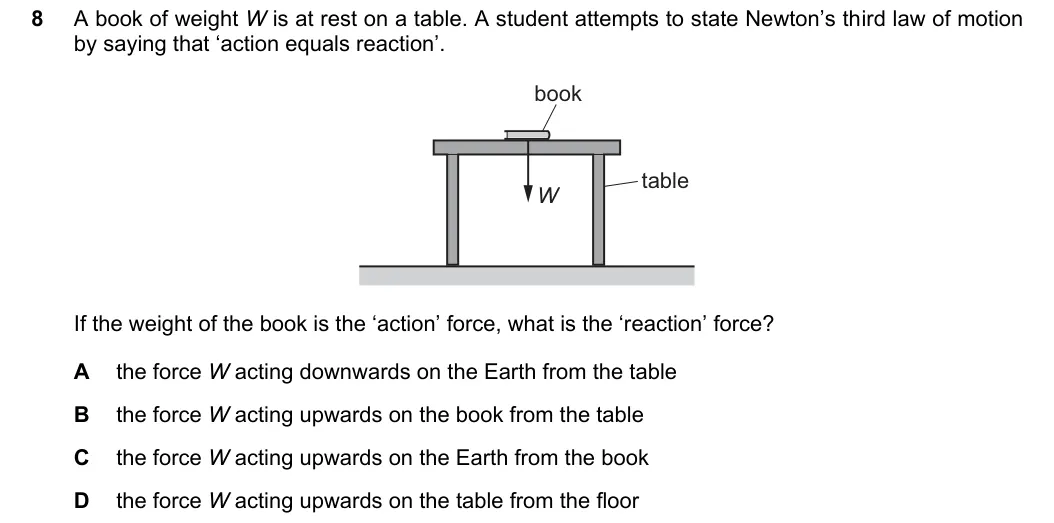 8 A book of weight W is at rest on a table. A student attempts to state Newton's third law of motion
by saying that ‘action equals reaction’.
book
table
W
If the weight of the book is the ‘action’ force, what is the ‘reaction’ force?
A the force W acting downwards on the Earth from the table
B the force W acting upwards on the book from the table
C the force W acting upwards on the Earth from the book
D the force W acting upwards on the table from the floor